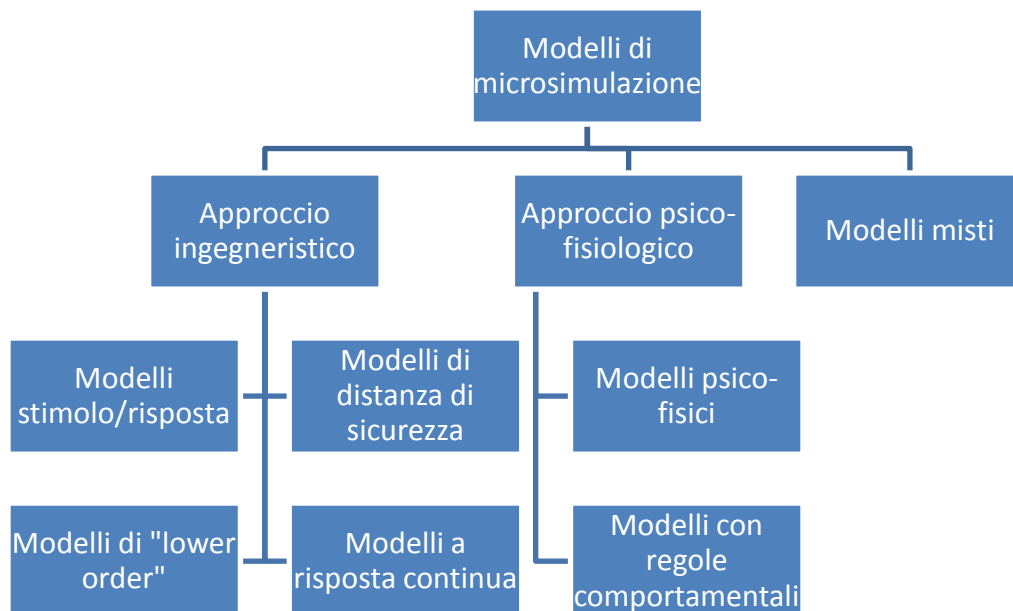 Modelli di
microsimulazione
Approccio
ingegneristico
Approccio psico-
fisiologico
Modelli misti
Modelli
stimolo/risposta
Modelli di
distanza di
sicurezza
Modelli psico-
fisici
Modelli di "lower
order"
Modelli a
risposta continua
Modelli con
regole
comportamentali